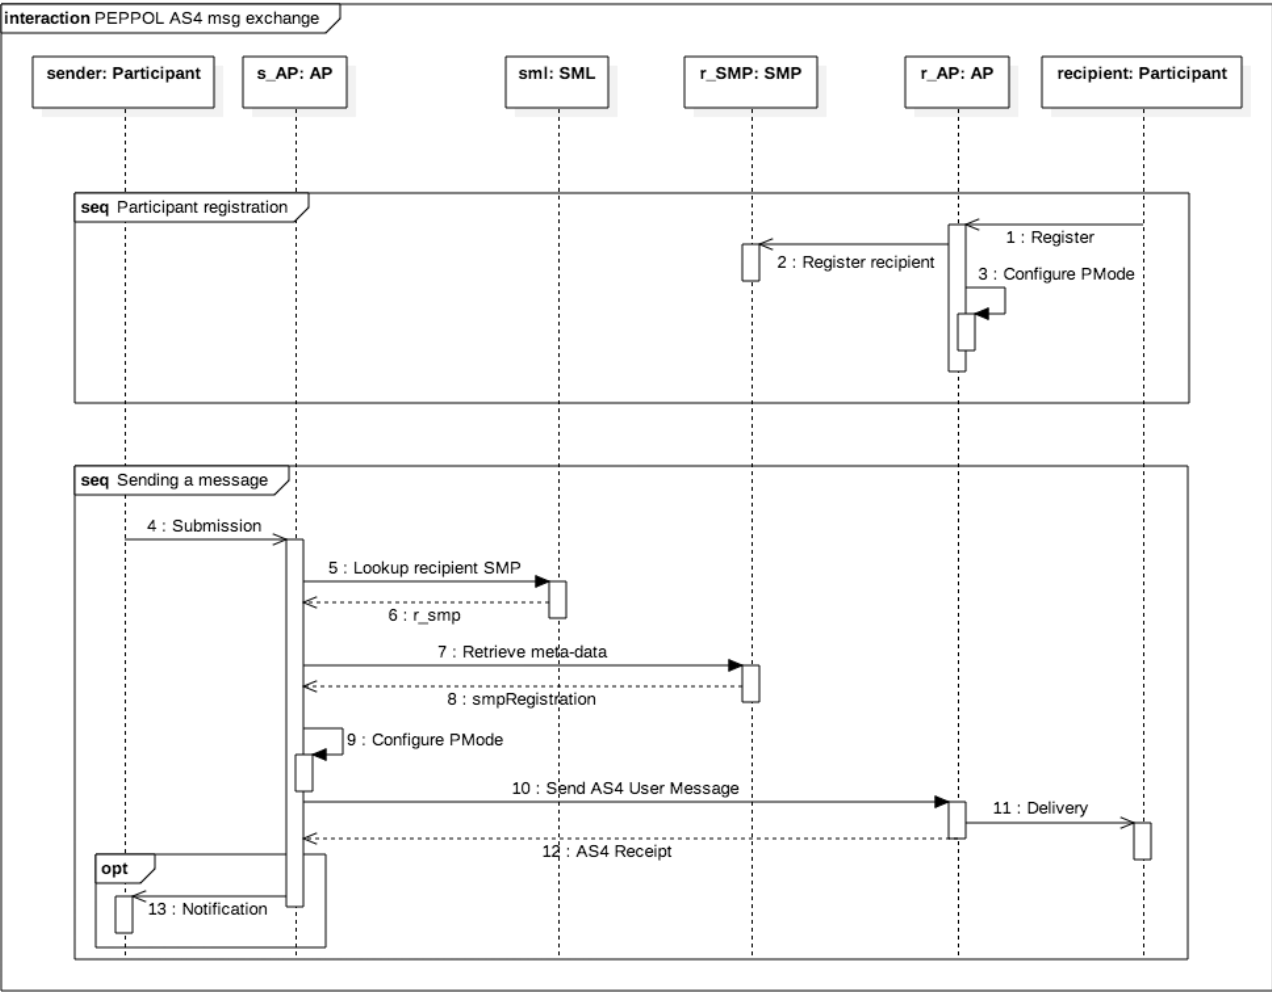 interaction PEPPOL AS4 msg exchange
sender: Participant
s_AP: AP
sml: SML
r_SMP: SMP
r_AP: AP
recipient: Participant
seq Participant registration
1 : Register
2 : Register recipient
3 : Configure PMode
seq Sending a message
4 : Submission
5 : Lookup recipient SMP
6 : r_smp
7 : Retrieve meta-data
8 : smpRegistration
9 : Configure PMode
10 : Send AS4 User Message
11 : Delivery
12 : AS4 Receipt
opt
13 : Notification